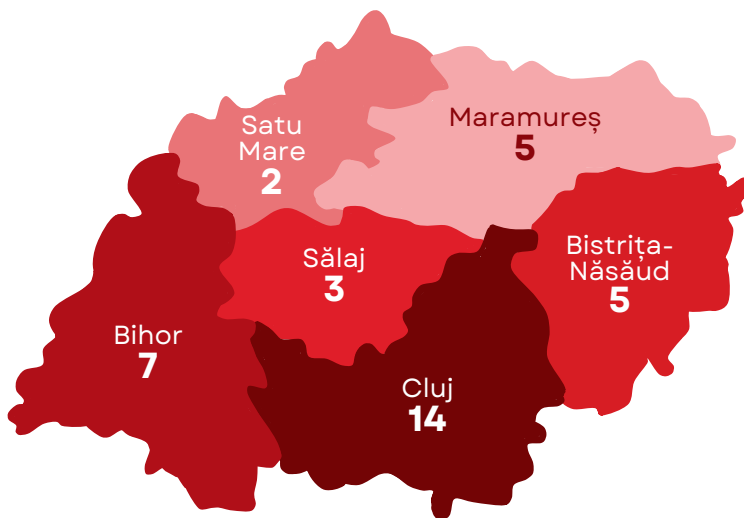 Satu
Mare
2
Maramureș
5
Sălaj
3
Bistrița-
Năsăud
5
Bihor
7
Cluj
14